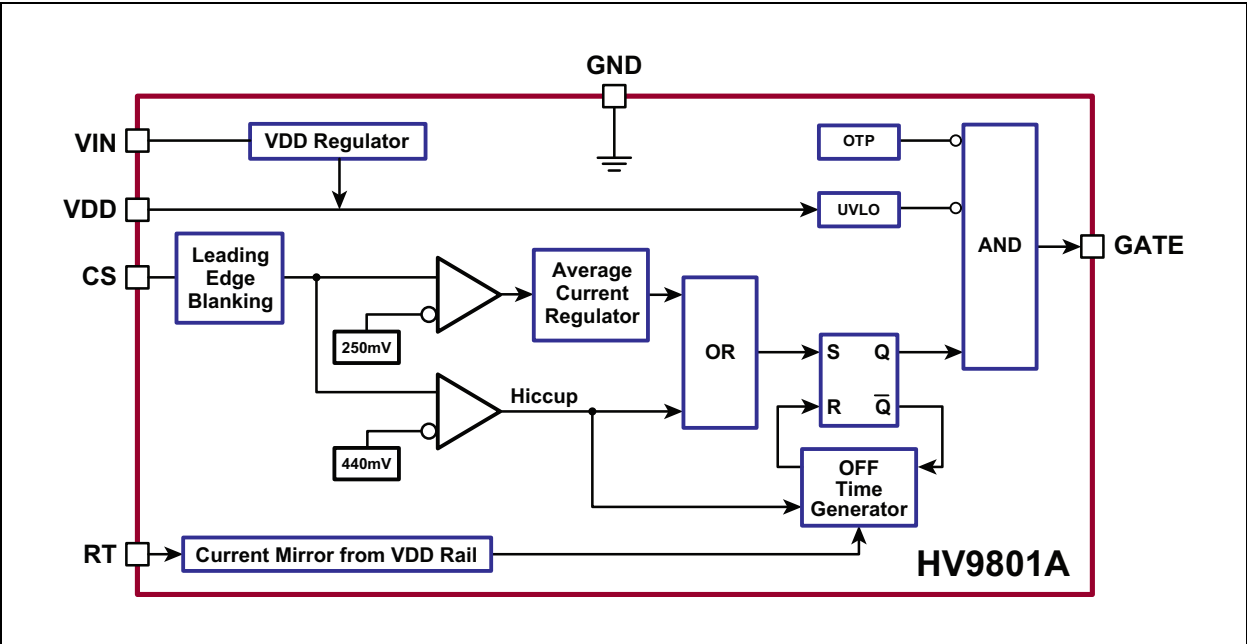 GND
VIN
VDD Regulator
OTP
VDD
UVLO
AND
GATE
CS
Leading
Edge
Blanking
250mV
Average
Current
Regulator
OR
S Q
R Q̅
Hiccup
440mV
OFF
Time
Generator
RT
Current Mirror from VDD Rail
HV9801A